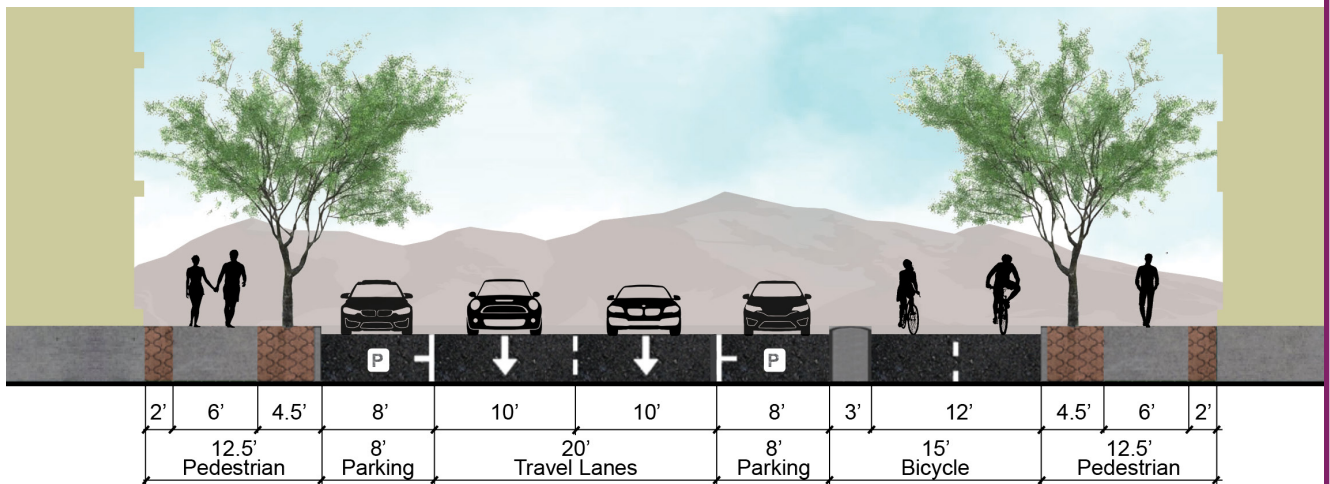 P
P
2’ 6’ 4.5’ 8’ 10’ 10’ 8’ 3’ 12’ 4.5’ 6’ 2’
12.5’ 8’ 20’ 8’ 15’ 12.5’
Pedestrian Parking Travel Lanes Parking Bicycle Pedestrian